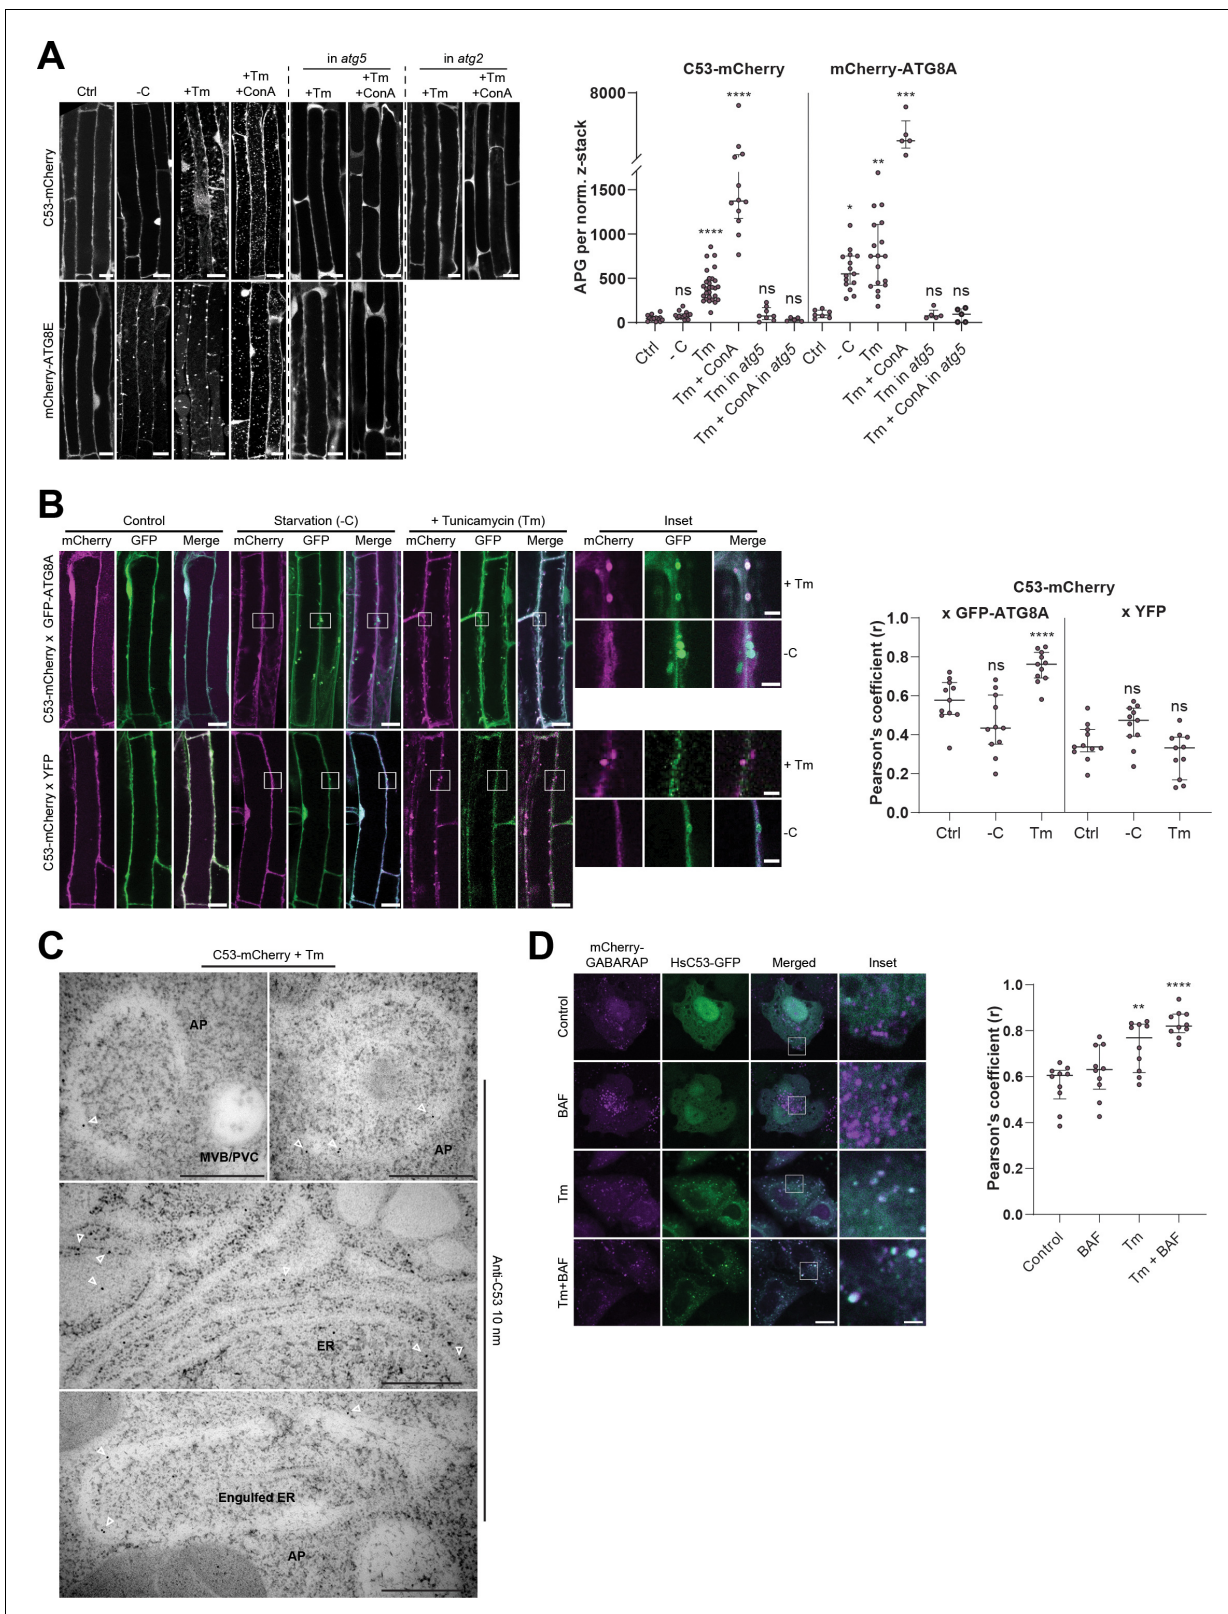 A
in atg5
in atg2
Ctrl
-C
+Tm
+Tm
+ConA
+Tm
+Tm
+ConA
+Tm
+Tm
+ConA
C53-mCherry
mCherry-ATG8E
C53-mCherry
mCherry-ATG8A
APG per norm. z-stack
8000
1500
1000
500
0
ns
****
****
ns
ns
*
**
***
ns
ns
Ctrl
- C
Tm
Tm + ConA
Tm in atg5
Tm + ConA in atg5
Ctrl
- C
Tm
Tm + ConA
Tm in atg5
Tm + ConA in atg5
B
Control
Starvation (-C)
+ Tunicamycin (Tm)
Inset
mCherry GFP Merge mCherry GFP Merge mCherry GFP Merge mCherry GFP Merge
C53-mCherry x GFP-ATG8A
C53-mCherry x YFP
+ Tm
-C
+ Tm
-C
C53-mCherry
x GFP-ATG8A
x YFP
Pearson's coefficient (r)
1.0
0.8
0.6
0.4
0.2
0.0
ns
****
ns
ns
Ctrl
-C
Tm
Ctrl
-C
Tm
C
C53-mCherry + Tm
AP
MVB/PVC
AP
ER
Engulfed ER
AP
Anti-C53 10 nm
D
mCherry-
GABARAP
HsC53-GFP
Merged
Inset
Control
BAF
Tm
Tm+BAF
Pearson's coefficient (r)
1.0
0.8
0.6
0.4
0.2
0.0
**
****
Control
BAF
Tm
Tm + BAF